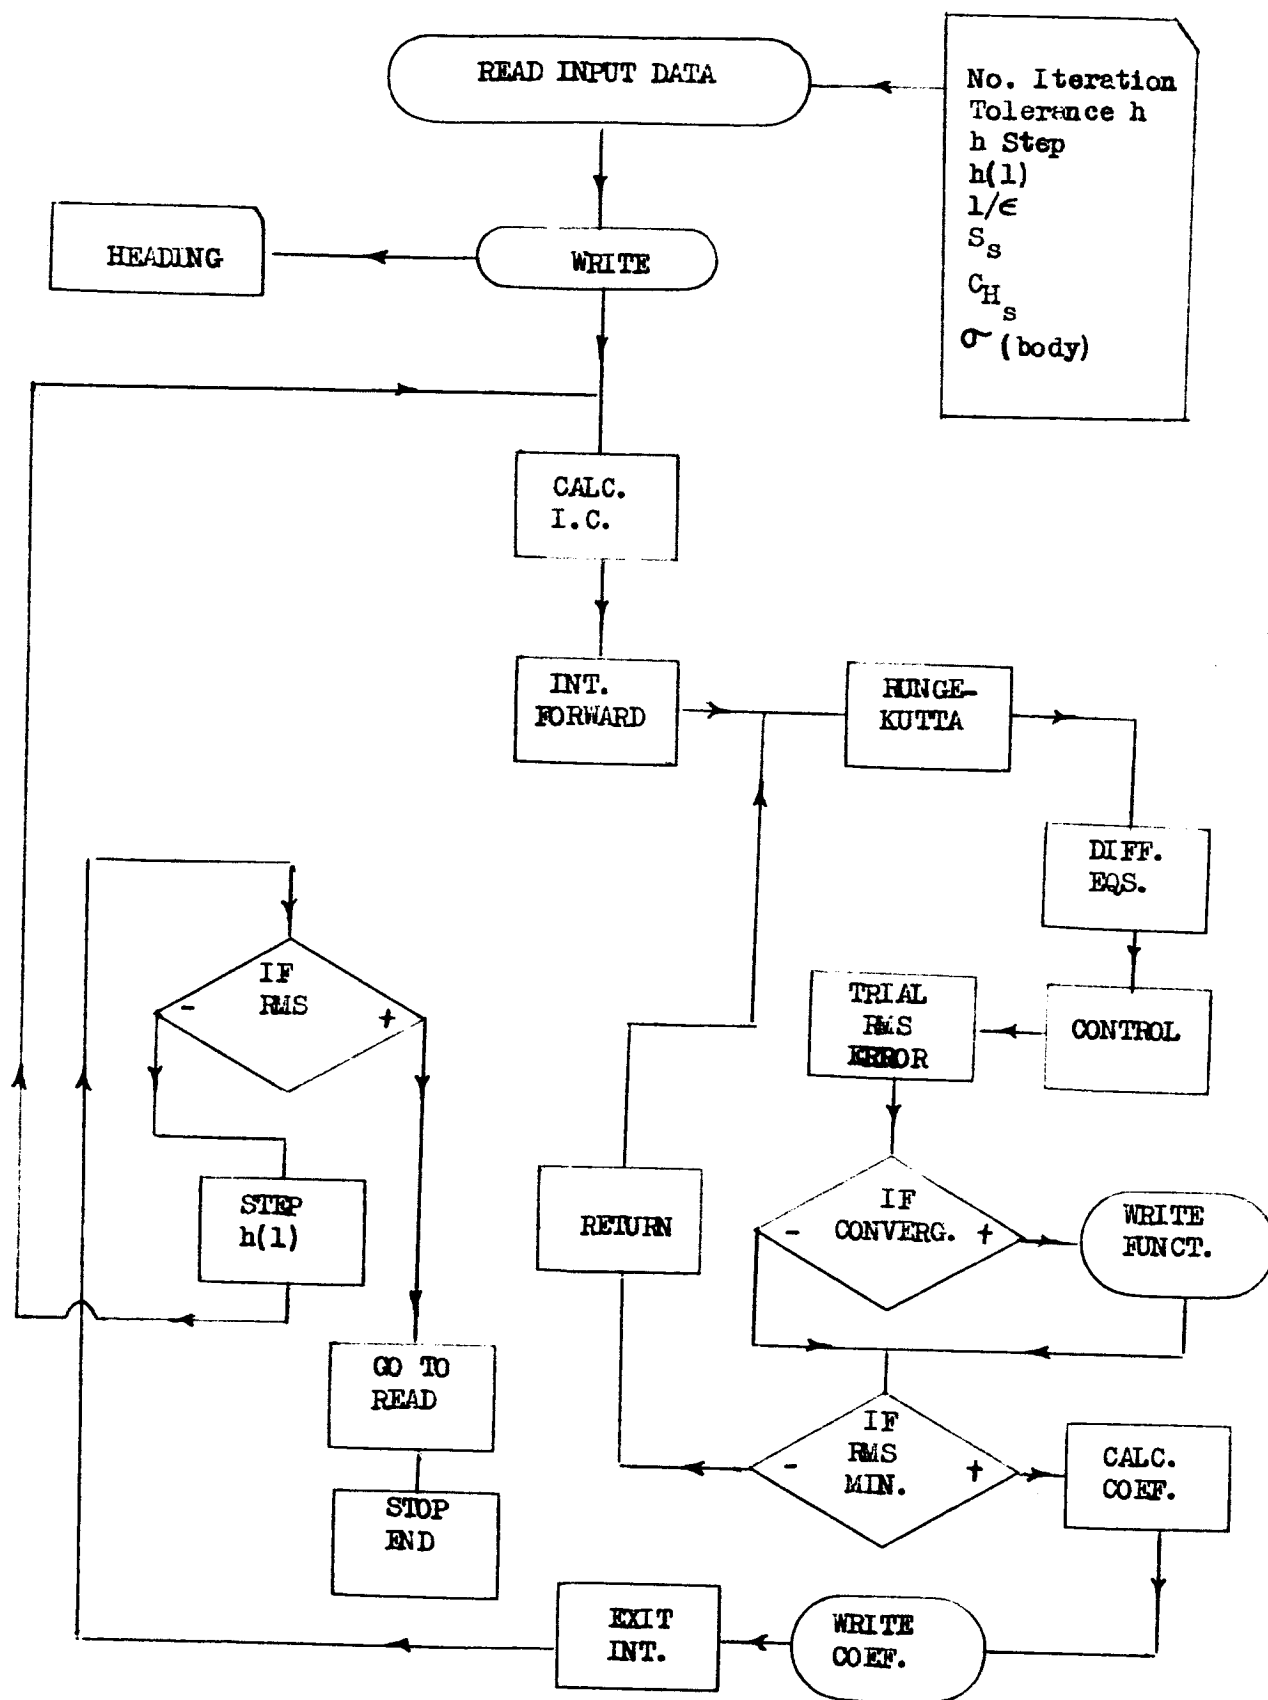 READ INPUT DATA
No. Iteration
Tolerance h
h Step
h(1)
1/ϵ
S_s
C_H_s
σ (body)
HEADING
WRITE
CALC.
I.C.
INT.
FORWARD
RUNGE-
KUTTA
DIFF.
EQS.
CONTROL
TRIAL
RMS
ERROR
IF
RMS
-
+
STEP
h(1)
GO TO
READ
STOP
END
RETURN
IF
- CONVERG. +
WRITE
FUNCT.
IF
RMS
- MIN. +
CALC.
COEF.
WRITE
COEF.
EXIT
INT.